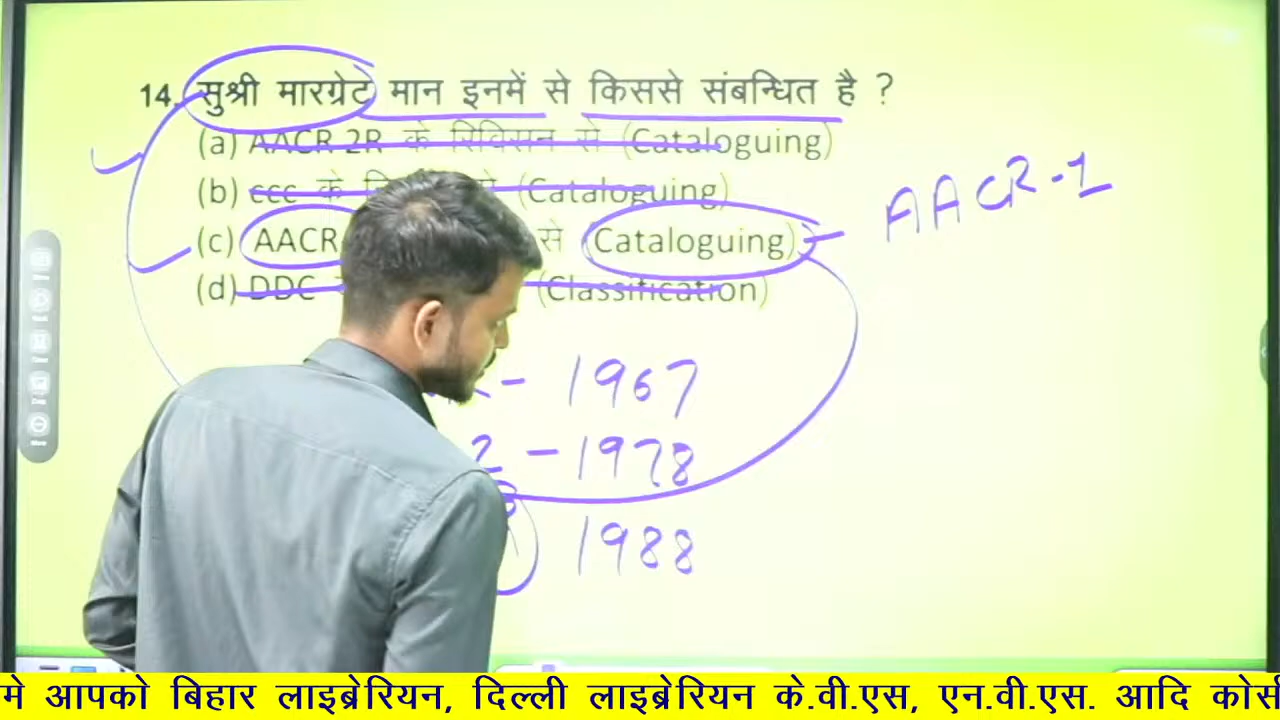 14. सुश्री मारग्रेट मान इनमें से किससे संबन्धित है ?
(a) AACR 2R के रिविसन से (Cataloguing)
(b) ccc के से (Cataloguing)
(c) AACR से (Cataloguing) - AACR-1
(d) DDC (Classification)
- 1967
2 - 1978
1988
मे आपको बिहार लाइब्रेरियन, दिल्ली लाइब्रेरियन के.वी.एस, एन.वी.एस. आदि कोर्स